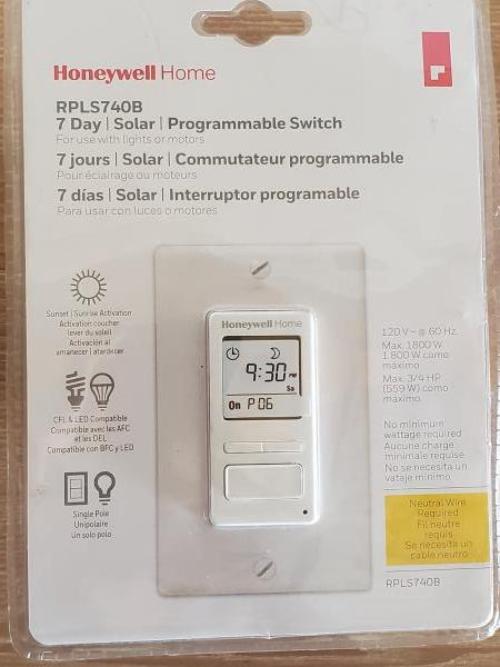 Honeywell Home
RPLS740B
7 Day | Solar | Programmable Switch
For use with lights or motors
7 jours | Solar | Commutateur programmable
Pour éclairage ou moteurs
7 días | Solar | Interruptor programable
Para usar con luces o motores
Sunset | Sunrise Activation
Activation coucher
lever du soleil
Activación al
amanecer | atardecer
CFL & LED Compatible
Compatible avec les AFC
et les DEL
Compatible con BFC y LED
Single Pole
Unipolaire
un solo polo
Honeywell Home
9:30 PM
Sa
On P06
120 V~ @ 60 Hz.
Max. 1800 W
1.800 W como
máximo
Max. 3/4 HP
(559 W) como
máximo.
No minimum
wattage required
Aucune charge
minimale requise
No se necesita un
vataje mínimo
Neutral Wire
Required
Fil neutre
requis
Se necesita un
cable neutro
RPLS740B